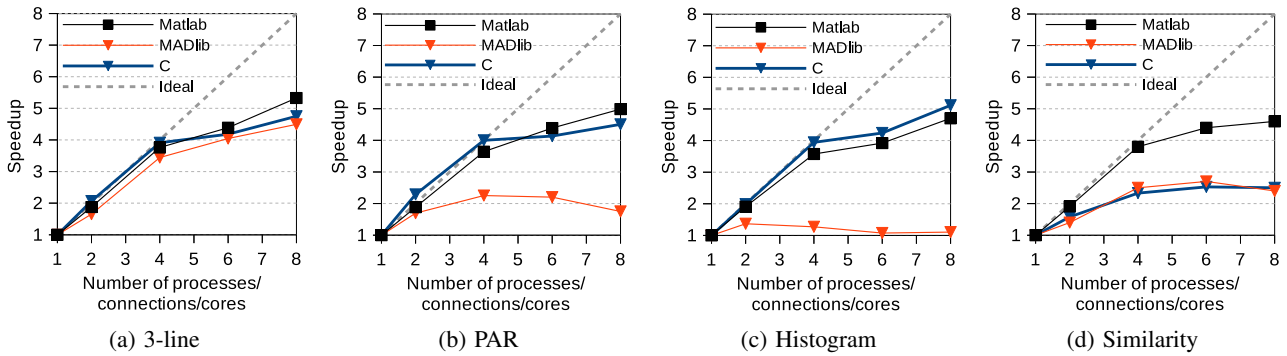 8
7
6
5
4
3
2
1
Speedup
Matlab
MADlib
C
Ideal
1 2 3 4 5 6 7 8
Number of processes/
connections/cores
(a) 3-line
8
7
6
5
4
3
2
1
Speedup
Matlab
MADlib
C
Ideal
1 2 3 4 5 6 7 8
Number of processes/
connections/cores
(b) PAR
8
7
6
5
4
3
2
1
Speedup
Matlab
MADlib
C
Ideal
1 2 3 4 5 6 7 8
Number of processes/
connections/cores
(c) Histogram
8
7
6
5
4
3
2
1
Speedup
Matlab
MADlib
C
Ideal
1 2 3 4 5 6 7 8
Number of processes/
connections/cores
(d) Similarity